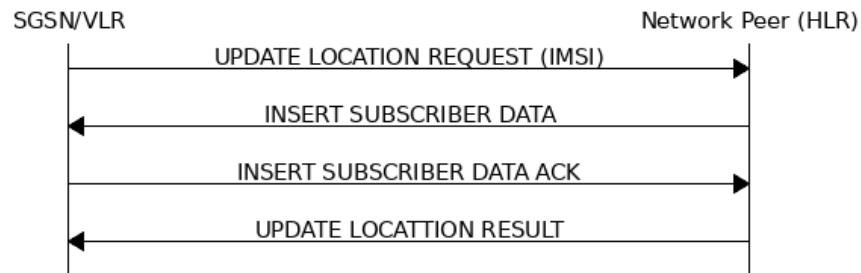 SGSN/VLR
Network Peer (HLR)
UPDATE LOCATION REQUEST (IMSI)
INSERT SUBSCRIBER DATA
INSERT SUBSCRIBER DATA ACK
UPDATE LOCATTION RESULT